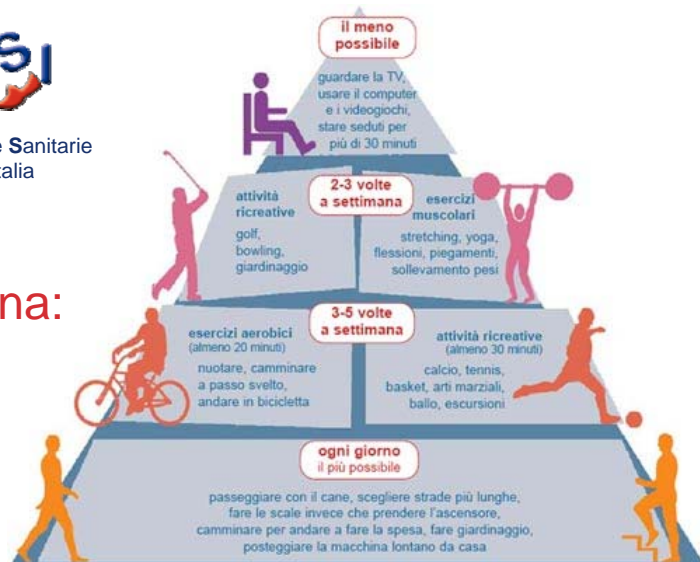 SI
e Sanitarie
talia
na:
il meno
possibile
guardare la TV,
usare il computer
e i videogiochi,
stare seduti per
più di 30 minuti
2-3 volte
a settimana
attività
ricreative
golf,
bowling,
giardinaggio
esercizi
muscolari
stretching, yoga,
flessioni, piegamenti,
sollevamento pesi
3-5 volte
a settimana
esercizi aerobici
(almeno 20 minuti)
nuotare, camminare
a passo svelto,
andare in bicicletta
attività ricreative
(almeno 30 minuti)
calcio, tennis,
basket, arti marziali,
ballo, escursioni
ogni giorno
il più possibile
passeggiare con il cane, scegliere strade più lunghe,
fare le scale invece che prendere l'ascensore,
camminare per andare a fare la spesa, fare giardinaggio,
posteggiare la macchina lontano da casa